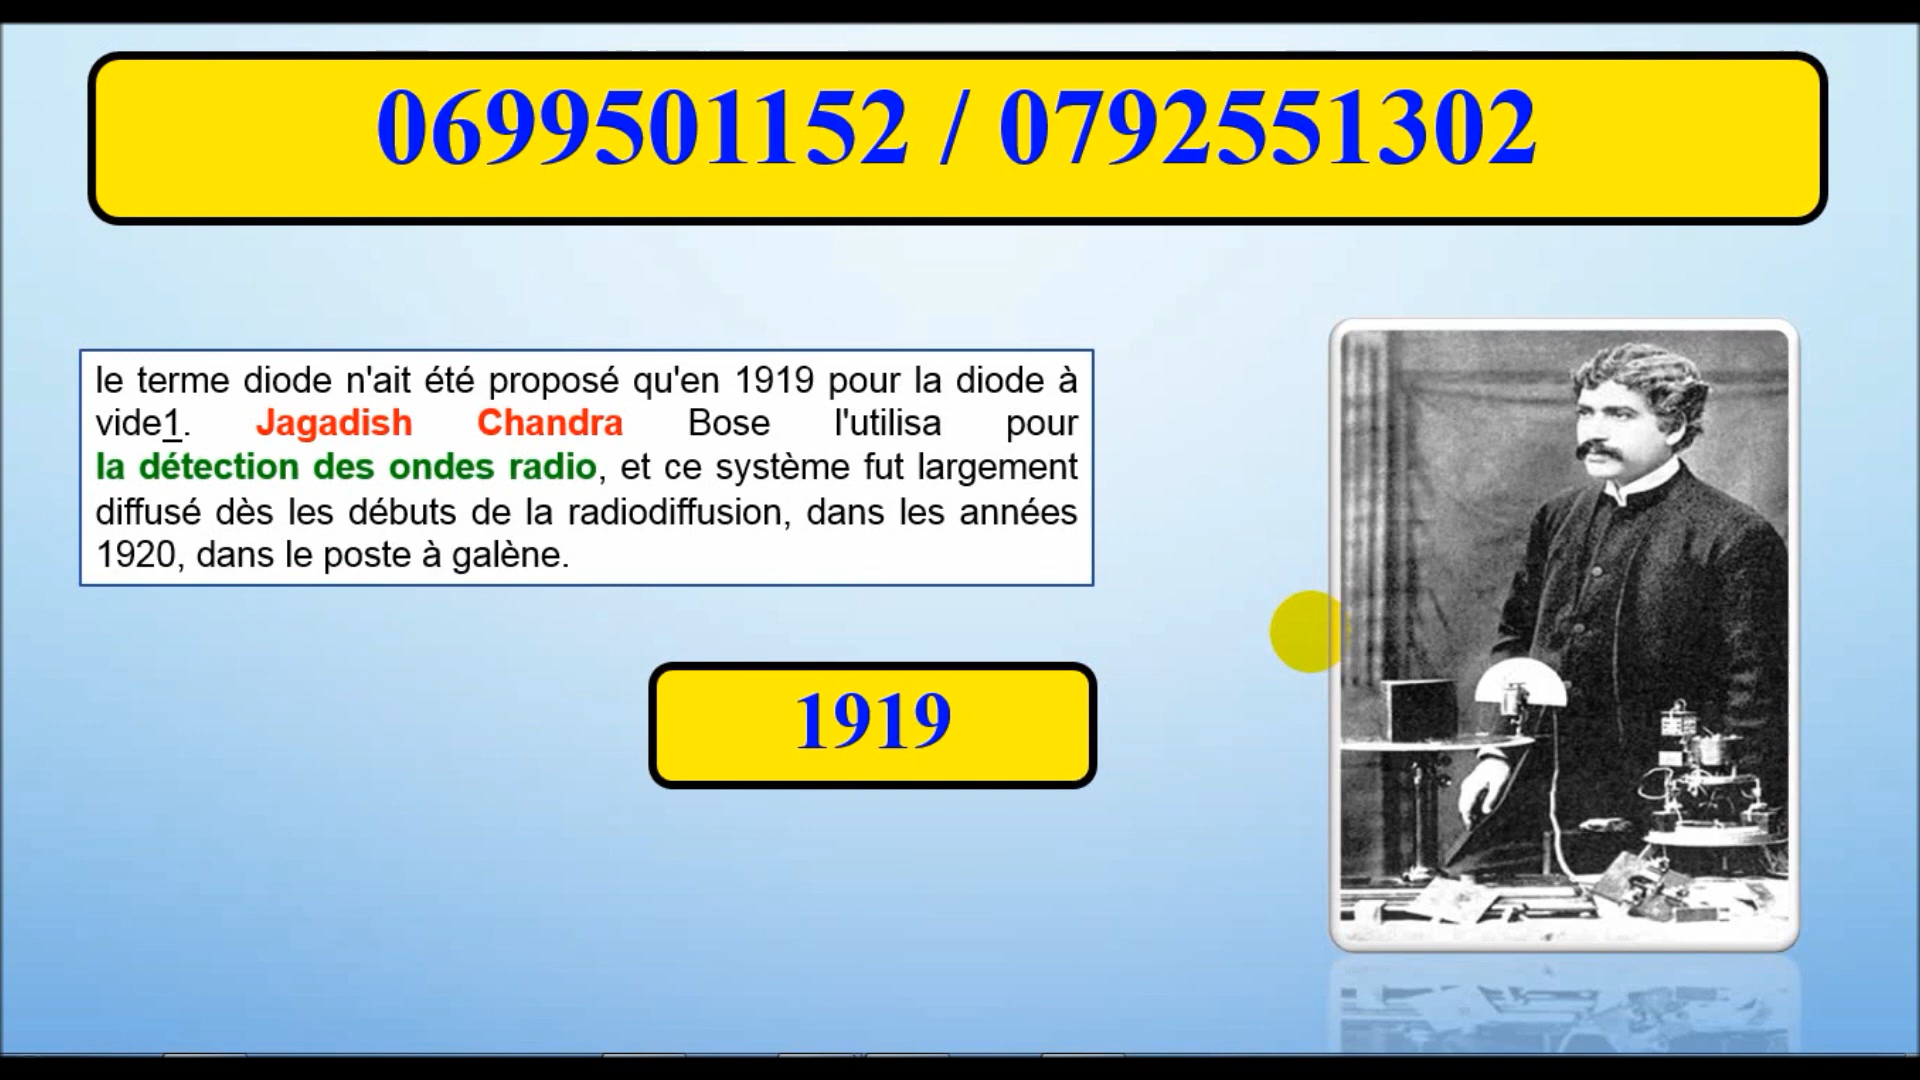 0699501152 / 0792551302
le terme diode n'ait été proposé qu'en 1919 pour la diode à
vide1. Jagadish Chandra Bose l'utilisa pour
la détection des ondes radio, et ce système fut largement
diffusé dès les débuts de la radiodiffusion, dans les années
1920, dans le poste à galène.
1919